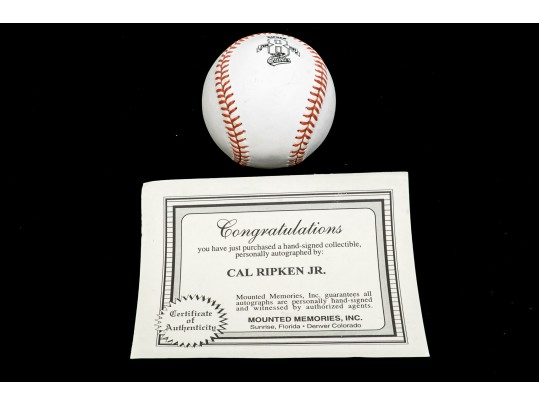 8
Congratulations
you have just purchased a hand-signed collectible,
personally autographed by:
CAL RIPKEN JR.
Mounted Memories, Inc. guarantees all
autographs are personally hand-signed
and witnessed by authorized agents.
MOUNTED MEMORIES, INC.
Sunrise, Florida • Denver Colorado
Certificate
of
Authenticity